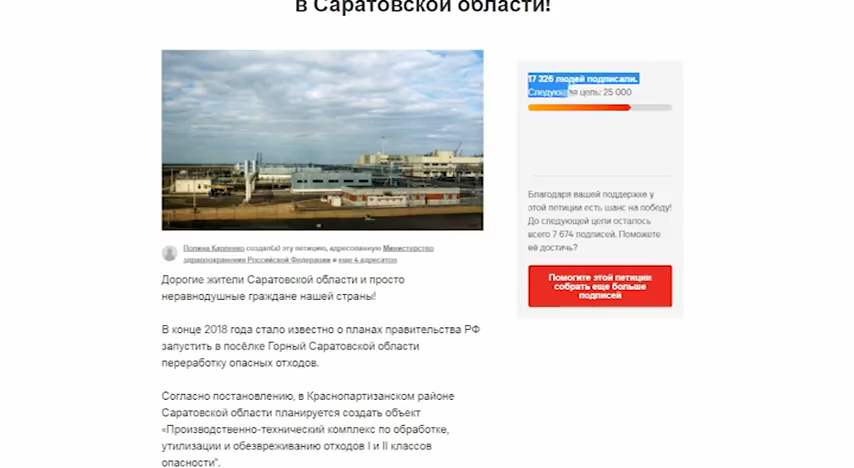 в Саратовской области!
17 326 людей подписали.
Следующая цель: 25 000
Благодаря вашей поддержке у
этой петиции есть шанс на победу!
До следующей цели осталось
всего 7 674 подписей. Поможете
её достичь?
Помогите этой петиции
собрать еще больше
подписей
Полина Карпенко создал(а) эту петицию, адресованную Министерство
здравоохранения Российской Федерации и еще 4 адресатов
Дорогие жители Саратовской области и просто
неравнодушные граждане нашей страны!
В конце 2018 года стало известно о планах правительства РФ
запустить в посёлке Горный Саратовской области
переработку опасных отходов.
Согласно постановлению, в Краснопартизанском районе
Саратовской области планируется создать объект
«Производственно-технический комплекс по обработке,
утилизации и обезвреживанию отходов I и II классов
опасности".